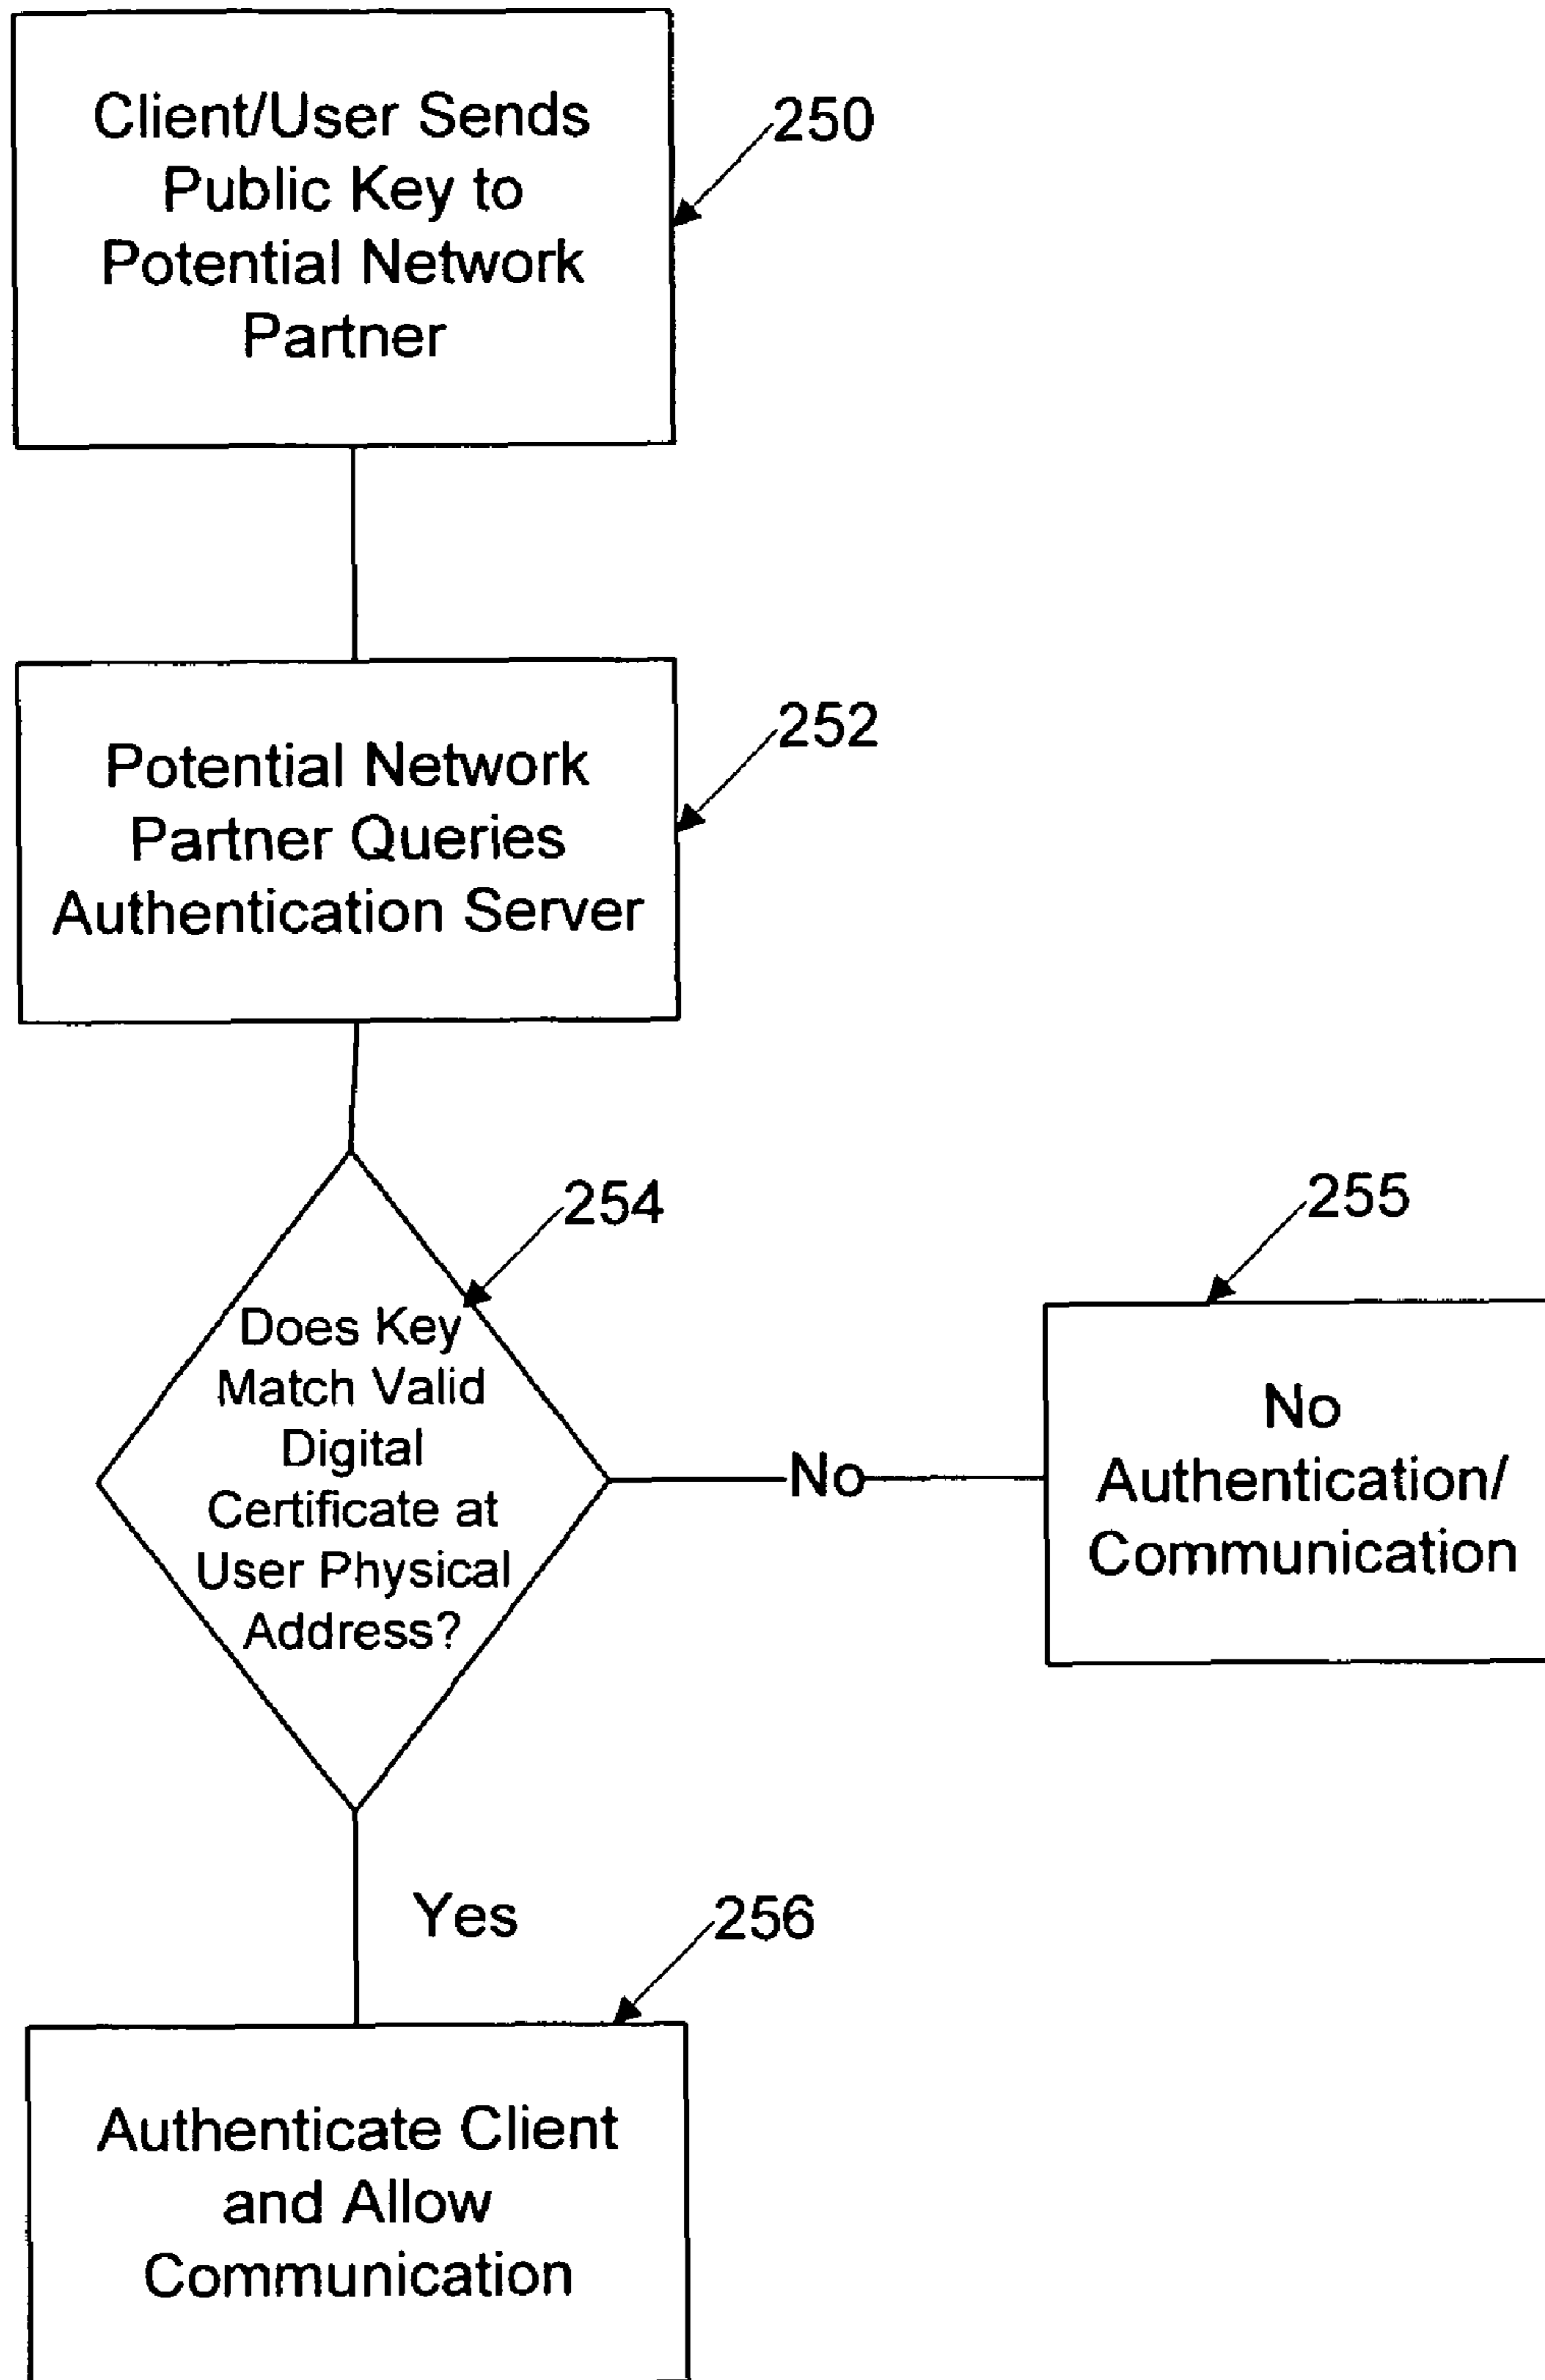 Client/User Sends
Public Key to
Potential Network
Partner
250
Potential Network
Partner Queries
Authentication Server
252
Does Key
Match Valid
Digital
Certificate at
User Physical
Address?
254
No
No
Authentication/
Communication
255
Yes
Authenticate Client
and Allow
Communication
256